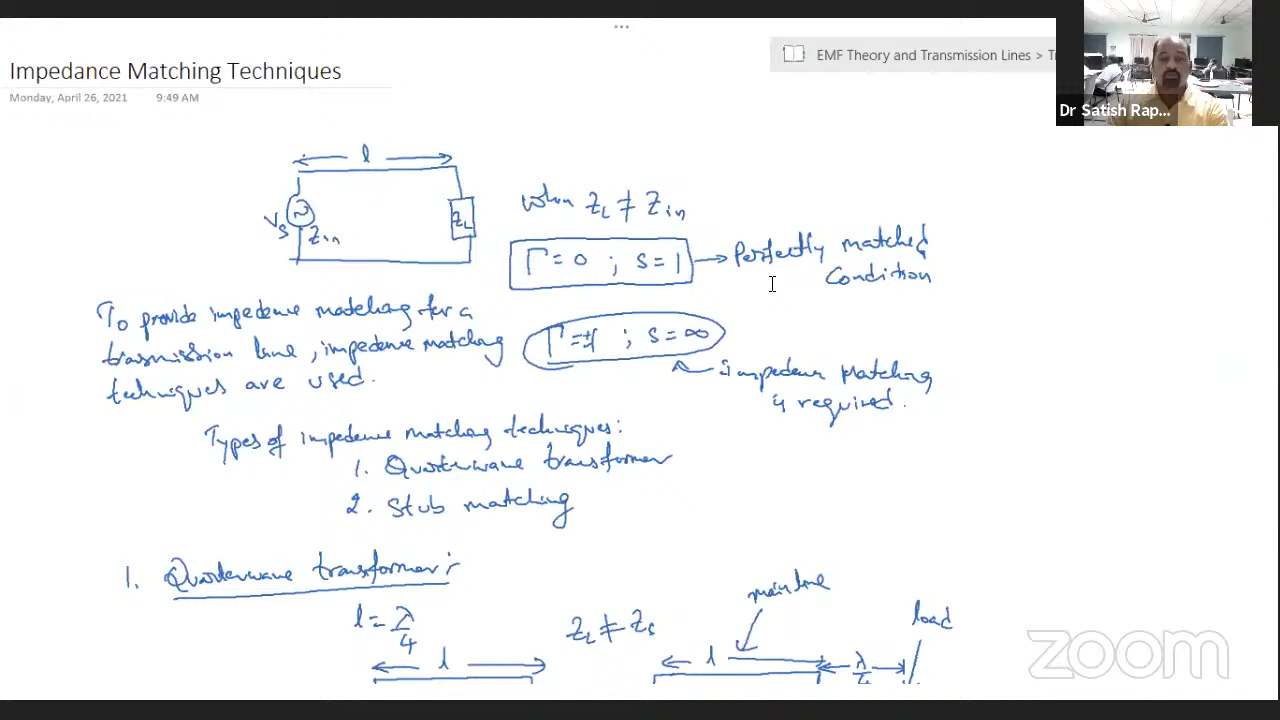 EMF Theory and Transmission Lines >
Impedance Matching Techniques
Monday, April 26, 2021 9:49 AM
Dr Satish Rap...
l
Vs Zin ZL
when ZL ≠ Zin
Γ = 0 ; S = 1 → Perfectly matched
Condition
To provide impedance matching for a
trasmission lane, impedance matching
techniques are used.
Γ = ±1 ; S = ∞
impedance Matching
is required.
Types of impedance matching techniques:
1. Quarterwave transformer
2. Stub matching
1. Quarterwave transformer:
l = λ/4
ZL ≠ Zs
main line
load
l
l
λ/4
zoom